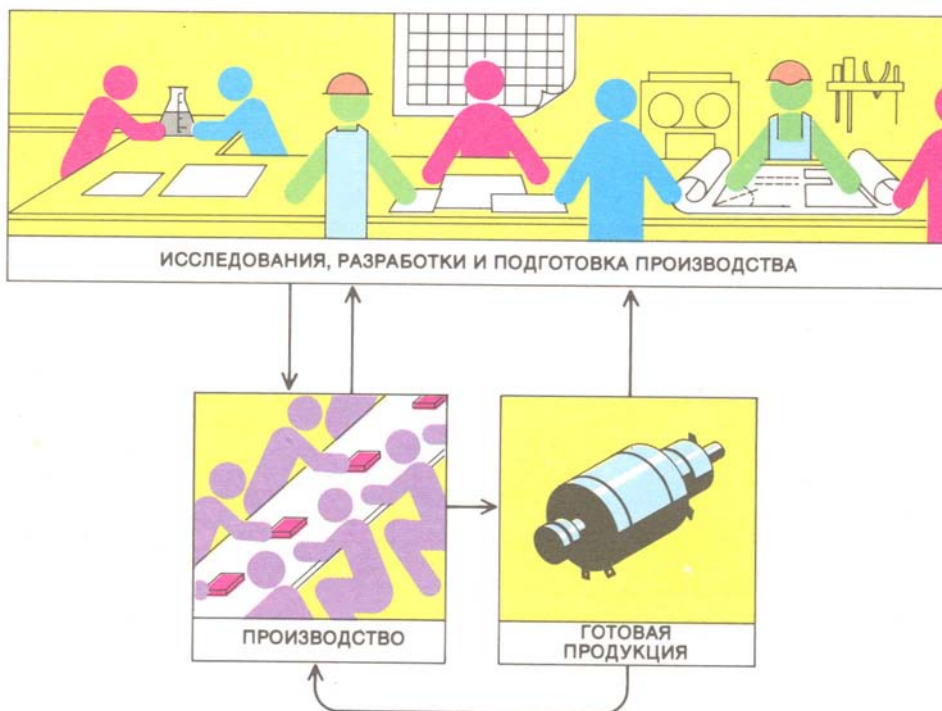 ИССЛЕДОВАНИЯ, РАЗРАБОТКИ И ПОДГОТОВКА ПРОИЗВОДСТВА
ПРОИЗВОДСТВО
ГОТОВАЯ
ПРОДУКЦИЯ